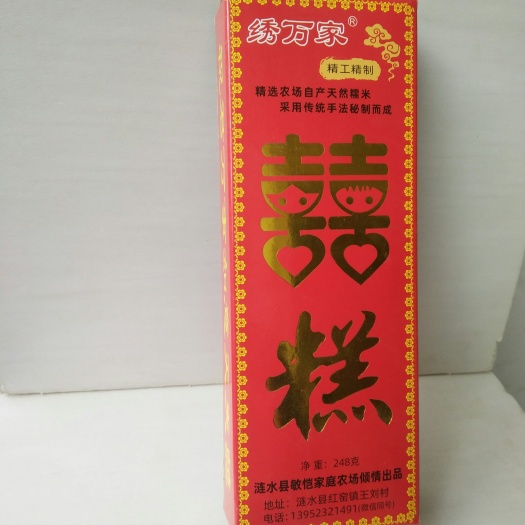 绣万家®
精工精制
精选农场自产天然糯米
采用传统手法秘制而成
囍
糕
净 重：248克
涟水县敏恺家庭农场倾情出品
地址：涟水县红窑镇王刘村
电话：13952321491(微信同号)